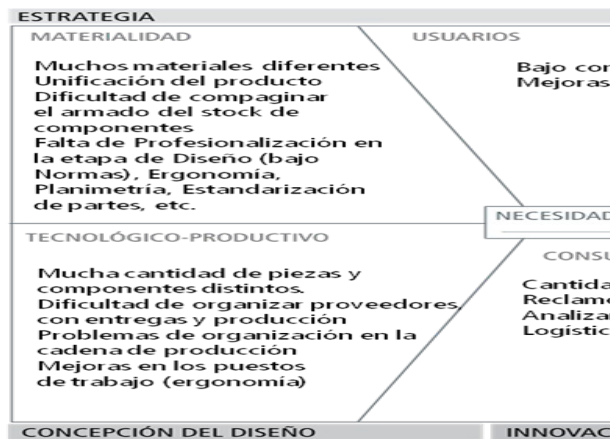 ESTRATEGIA
MATERIALIDAD
Muchos materiales diferentes
Unificación del producto
Dificultad de compaginar
el armado del stock de
componentes
Falta de Profesionalización en
la etapa de Diseño (bajo
Normas), Ergonomía,
Planimetría, Estandarización
de partes, etc.
USUARIOS
Bajo
Mejoras
NECESIDAD
TECNOLÓGICO-PRODUCTIVO
Mucha cantidad de piezas y
componentes distintos.
Dificultad de organizar proveedores,
con entregas y producción
Problemas de organización en la
cadena de producción
Mejoras en los puestos
de trabajo (ergonomía)
CONCEPCIÓN DEL DISEÑO